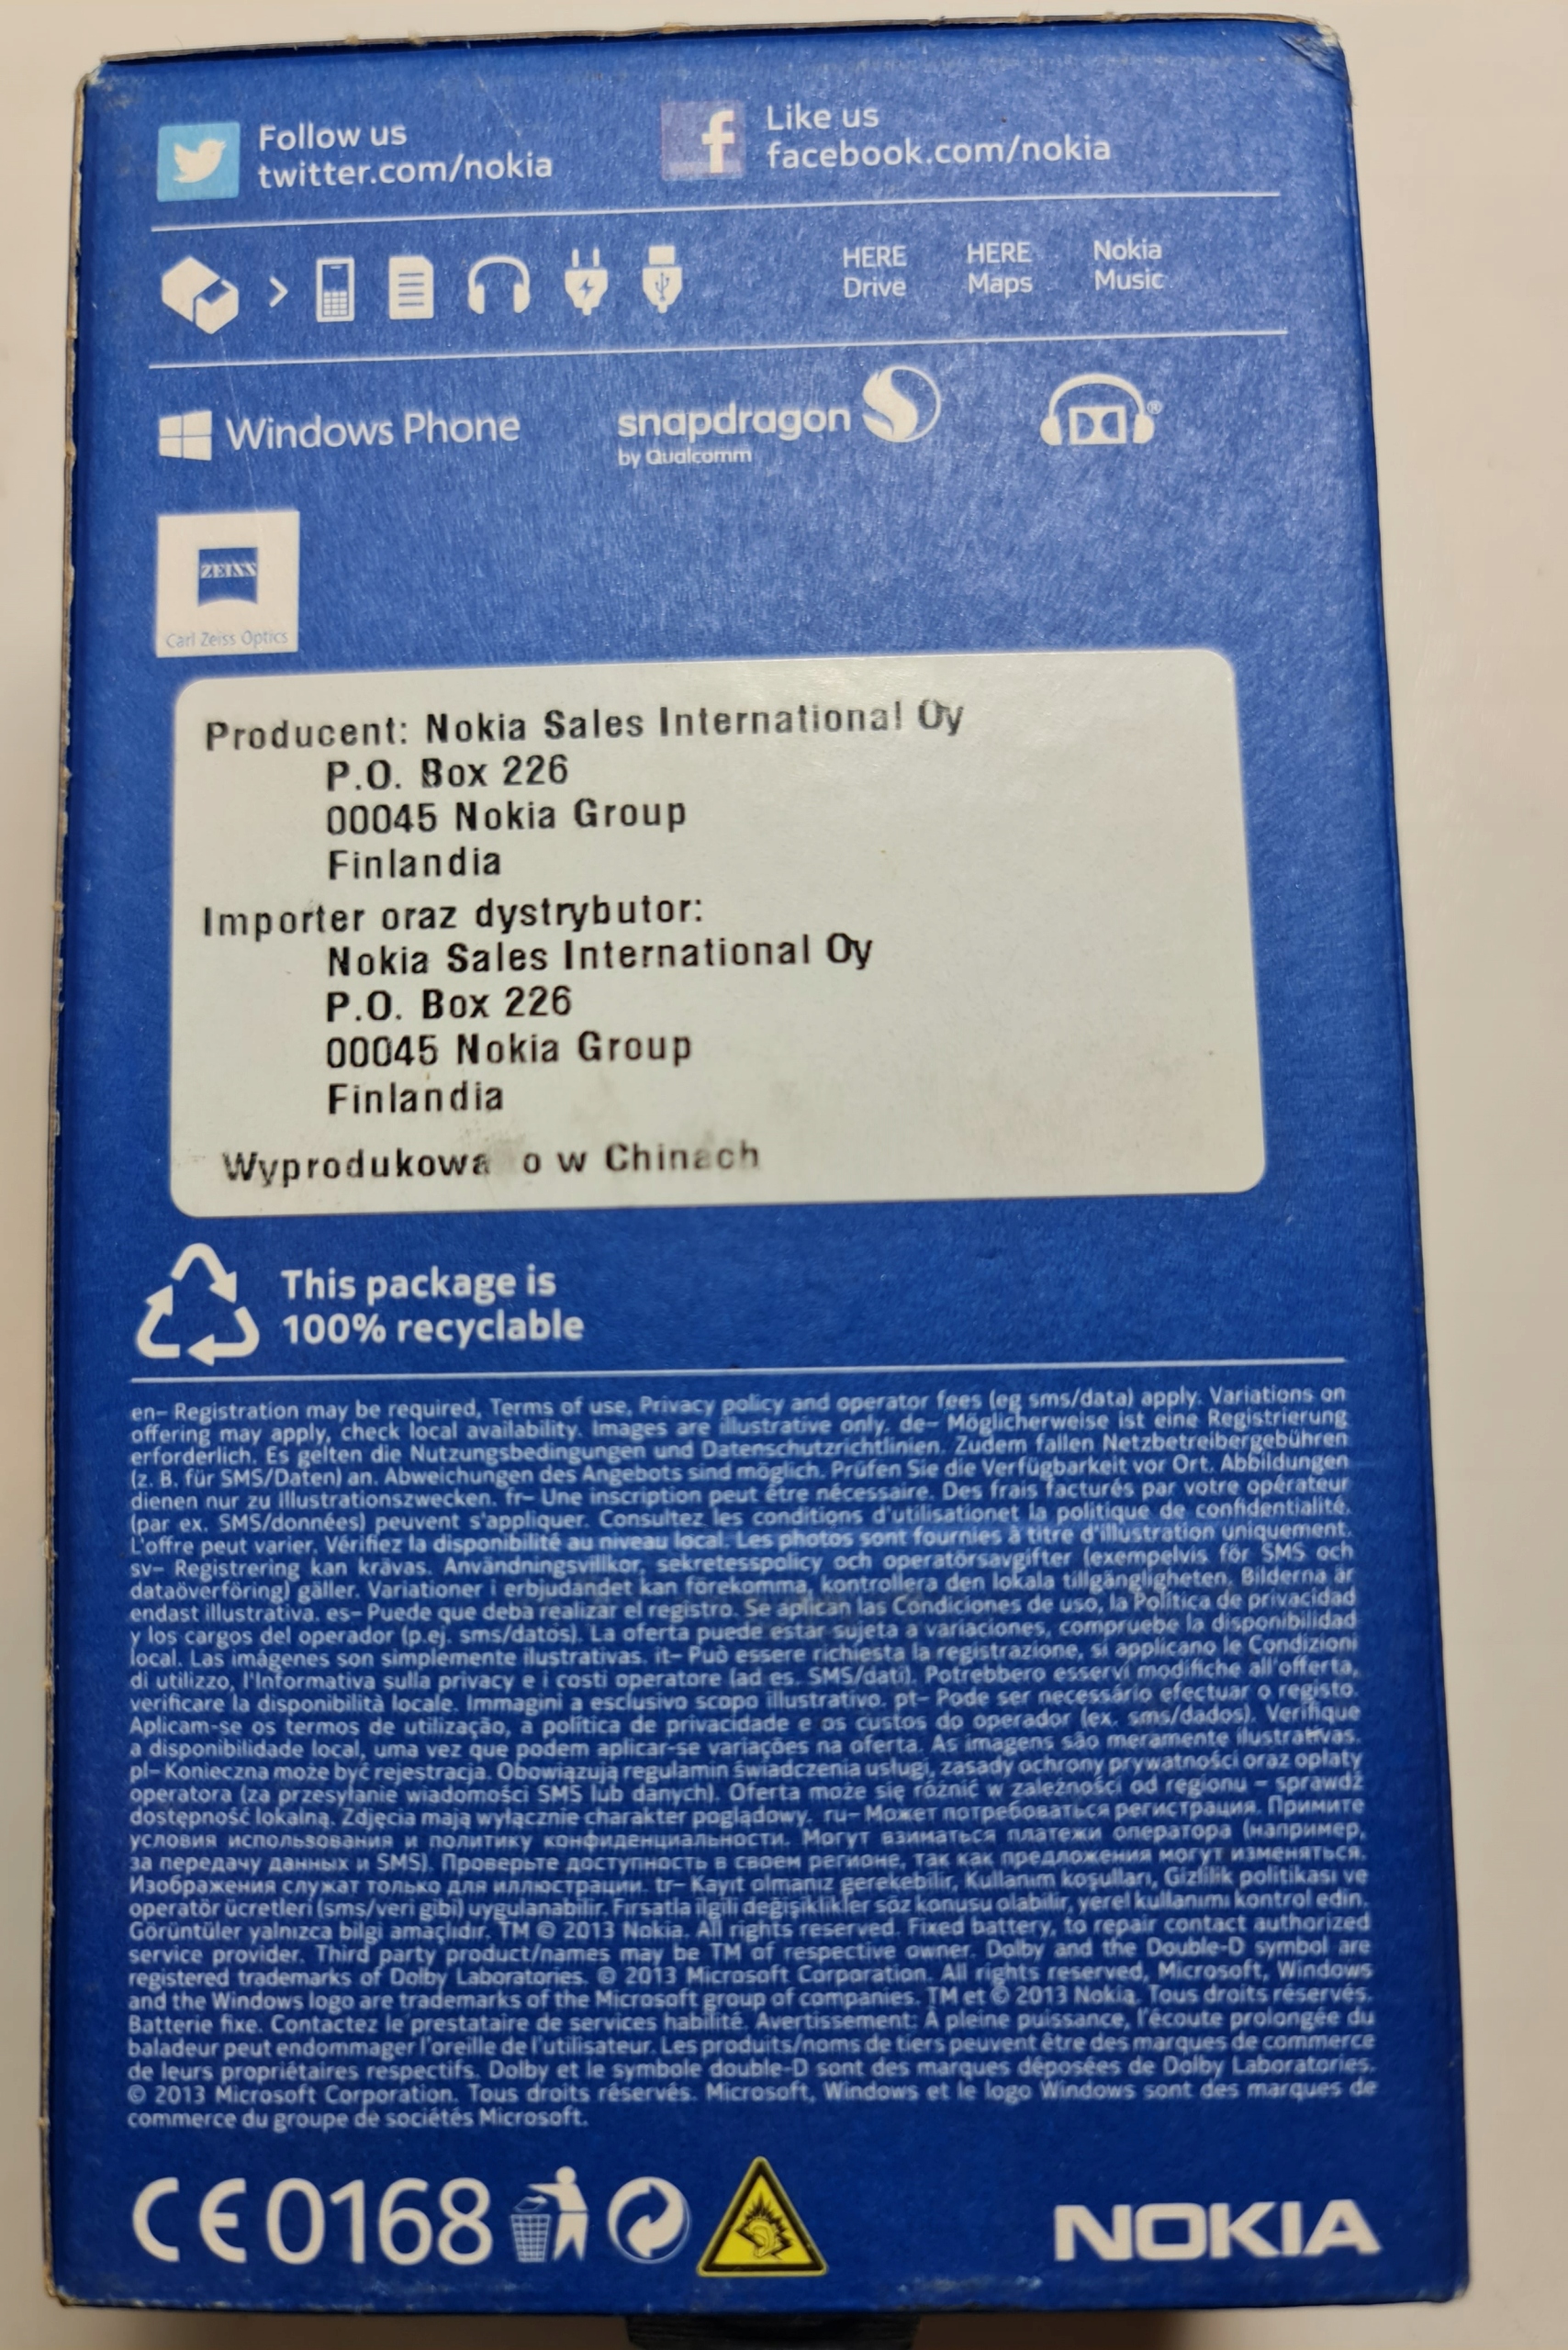 Follow us
twitter.com/nokia
Like us
facebook.com/nokia
HERE
Drive
HERE
Maps
Nokia
Music
Windows Phone
snapdragon
by Qualcomm
ZEISS
Carl Zeiss Optics
Producent: Nokia Sales International Oy
P.O. Box 226
00045 Nokia Group
Finlandia
Importer oraz dystrybutor:
Nokia Sales International Oy
P.O. Box 226
00045 Nokia Group
Finlandia
Wyprodukowa o w Chinach
This package is
100% recyclable
en– Registration may be required, Terms of use, Privacy policy and operator fees (eg sms/data) apply. Variations on
offering may apply, check local availability. Images are illustrative only. de– Möglicherweise ist eine Registrierung
erforderlich. Es gelten die Nutzungsbedingungen und Datenschutzrichtlinien. Zudem fallen Netzbetreibergebühren
(z. B. für SMS/Daten) an. Abweichungen des Angebots sind möglich. Prüfen Sie die Verfügbarkeit vor Ort. Abbildungen
dienen nur zu Illustrationszwecken. fr– Une inscription peut être nécessaire. Des frais facturés par votre opérateur
(par ex. SMS/données) peuvent s'appliquer. Consultez les conditions d'utilisationet la politique de confidentialité.
L'offre peut varier. Vérifiez la disponibilité au niveau local. Les photos sont fournies à titre d'illustration uniquement.
sv– Registrering kan krävas. Användningsvillkor, sekretesspolicy och operatörsavgifter (exempelvis för SMS och
dataöverföring) gäller. Variationer i erbjudandet kan förekomma, kontrollera den lokala tillgängligheten. Bilderna är
endast illustrativa. es– Puede que deba realizar el registro. Se aplican las Condiciones de uso, la Política de privacidad
y los cargos del operador (p.ej. sms/datos). La oferta puede estar sujeta a variaciones, compruebe la disponibilidad
local. Las imágenes son simplemente ilustrativas. it– Può essere richiesta la registrazione, si applicano le Condizioni
di utilizzo, l'Informativa sulla privacy e i costi operatore (ad es. SMS/dati). Potrebbero esservi modifiche all'offerta,
verificare la disponibilità locale. Immagini a esclusivo scopo illustrativo. pt– Pode ser necessário efectuar o registo.
Aplicam-se os termos de utilização, a política de privacidade e os custos do operador (ex. sms/dados). Verifique
a disponibilidade local, uma vez que podem aplicar-se variações na oferta. As imagens são meramente ilustrativas.
pl– Konieczna może być rejestracja. Obowiązują regulamin świadczenia usługi, zasady ochrony prywatności oraz opłaty
operatora (za przesyłanie wiadomości SMS lub danych). Oferta może się różnić w zależności od regionu – sprawdź
dostępność lokalną. Zdjęcia mają wyłącznie charakter poglądowy. ru– Может потребоваться регистрация. Примите
условия использования и политику конфиденциальности. Могут взиматься платежи оператора (например,
за передачу данных и SMS). Проверьте доступность в своем регионе, так как предложения могут изменяться.
Изображения служат только для иллюстрации. tr– Kayıt olmanız gerekebilir, Kullanım koşulları, Gizlilik politikası ve
operatör ücretleri (sms/veri gibi) uygulanabilir. Fırsatla ilgili değişiklikler söz konusu olabilir, yerel kullanımı kontrol edin.
Görüntüler yalnızca bilgi amaçlıdır. TM © 2013 Nokia. All rights reserved. Fixed battery, to repair contact authorized
service provider. Third party product/names may be TM of respective owner. Dolby and the Double-D symbol are
registered trademarks of Dolby Laboratories. © 2013 Microsoft Corporation. All rights reserved, Microsoft, Windows
and the Windows logo are trademarks of the Microsoft group of companies. TM et © 2013 Nokia. Tous droits réservés.
Batterie fixe. Contactez le prestataire de services habilité. Avertissement: À pleine puissance, l'écoute prolongée du
baladeur peut endommager l'oreille de l'utilisateur. Les produits/noms de tiers peuvent être des marques de commerce
de leurs propriétaires respectifs. Dolby et le symbole double-D sont des marques déposées de Dolby Laboratories.
© 2013 Microsoft Corporation. Tous droits réservés. Microsoft, Windows et le logo Windows sont des marques de
commerce du groupe de sociétés Microsoft.
CE0168
NOKIA